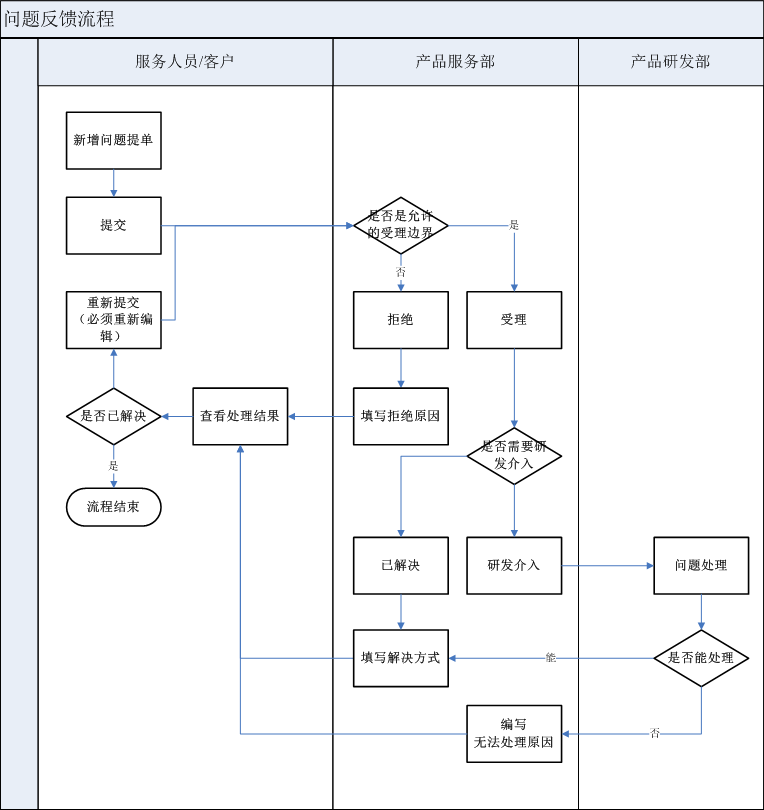 问题反馈流程
服务人员/客户
产品服务部
产品研发部
新增问题提单
提交
是否是允许
的受理边界
是
否
重新提交
（必须重新编
辑）
拒绝
受理
是否已解决
查看处理结果
填写拒绝原因
是否需要研
发介入
是
流程结束
已解决
研发介入
问题处理
填写解决方式
能
是否能处理
编写
无法处理原因
否